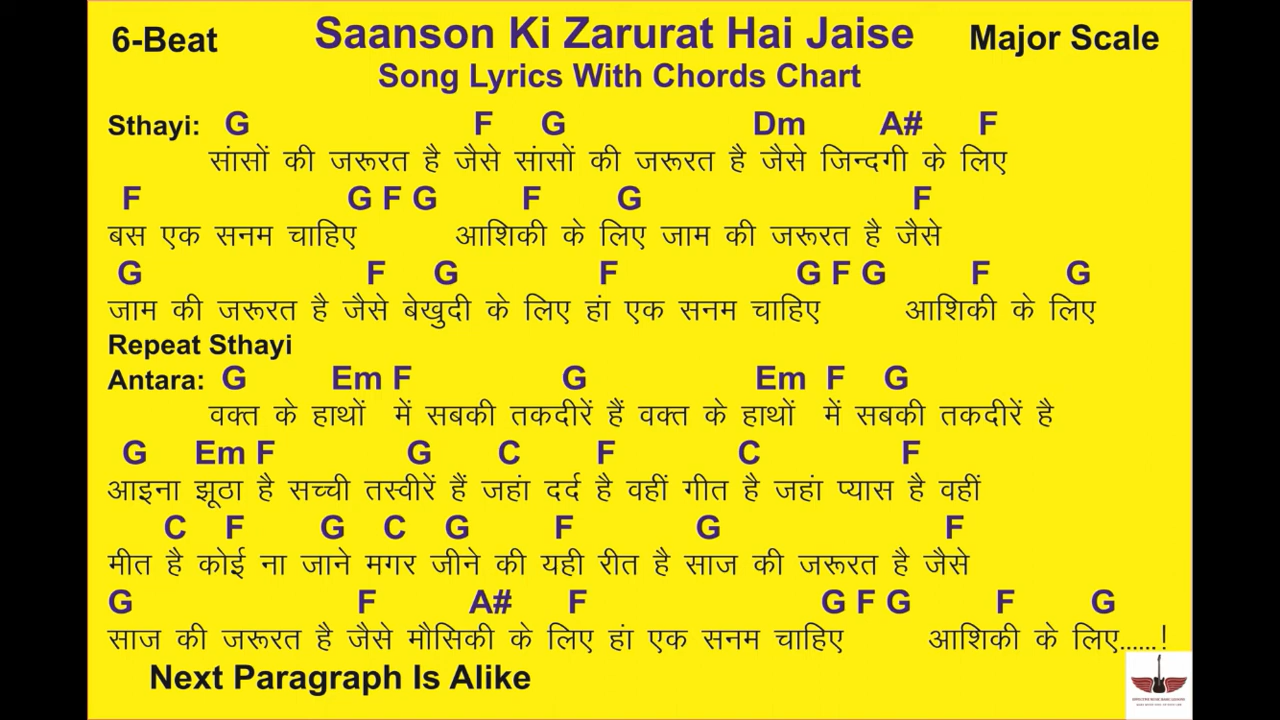 6-Beat Saanson Ki Zarurat Hai Jaise Major Scale
Song Lyrics With Chords Chart
Sthayi: G F G Dm A# F
सांसों की जरूरत है जैसे सांसों की जरूरत है जैसे जिन्दगी के लिए
F G F G F G F
बस एक सनम चाहिए आशिकी के लिए जाम की जरूरत है जैसे
G F G F G F G F G
जाम की जरूरत है जैसे बेखुदी के लिए हां एक सनम चाहिए आशिकी के लिए
Repeat Sthayi
Antara: G Em F G Em F G
वक्त के हाथों में सबकी तकदीरें हैं वक्त के हाथों में सबकी तकदीरें है
G Em F G C F C F
आइना झूठा है सच्ची तस्वीरें हैं जहां दर्द है वहीं गीत है जहां प्यास है वहीं
C F G C G F G F
मीत है कोई ना जाने मगर जीने की यही रीत है साज की जरूरत है जैसे
G F A# F G F G F G
साज की जरूरत है जैसे मौसिकी के लिए हां एक सनम चाहिए आशिकी के लिए......!
Next Paragraph Is Alike